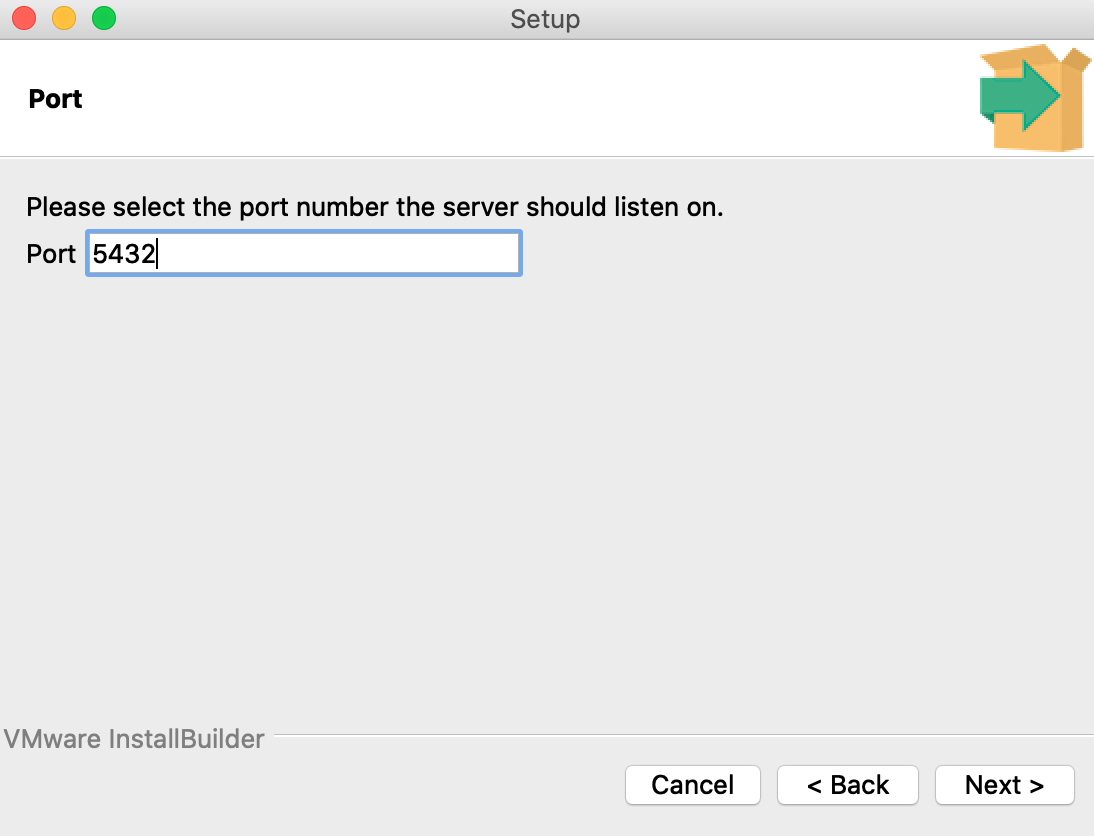 Setup
Port
Please select the port number the server should listen on.
Port 5432
VMware InstallBuilder
Cancel < Back Next >